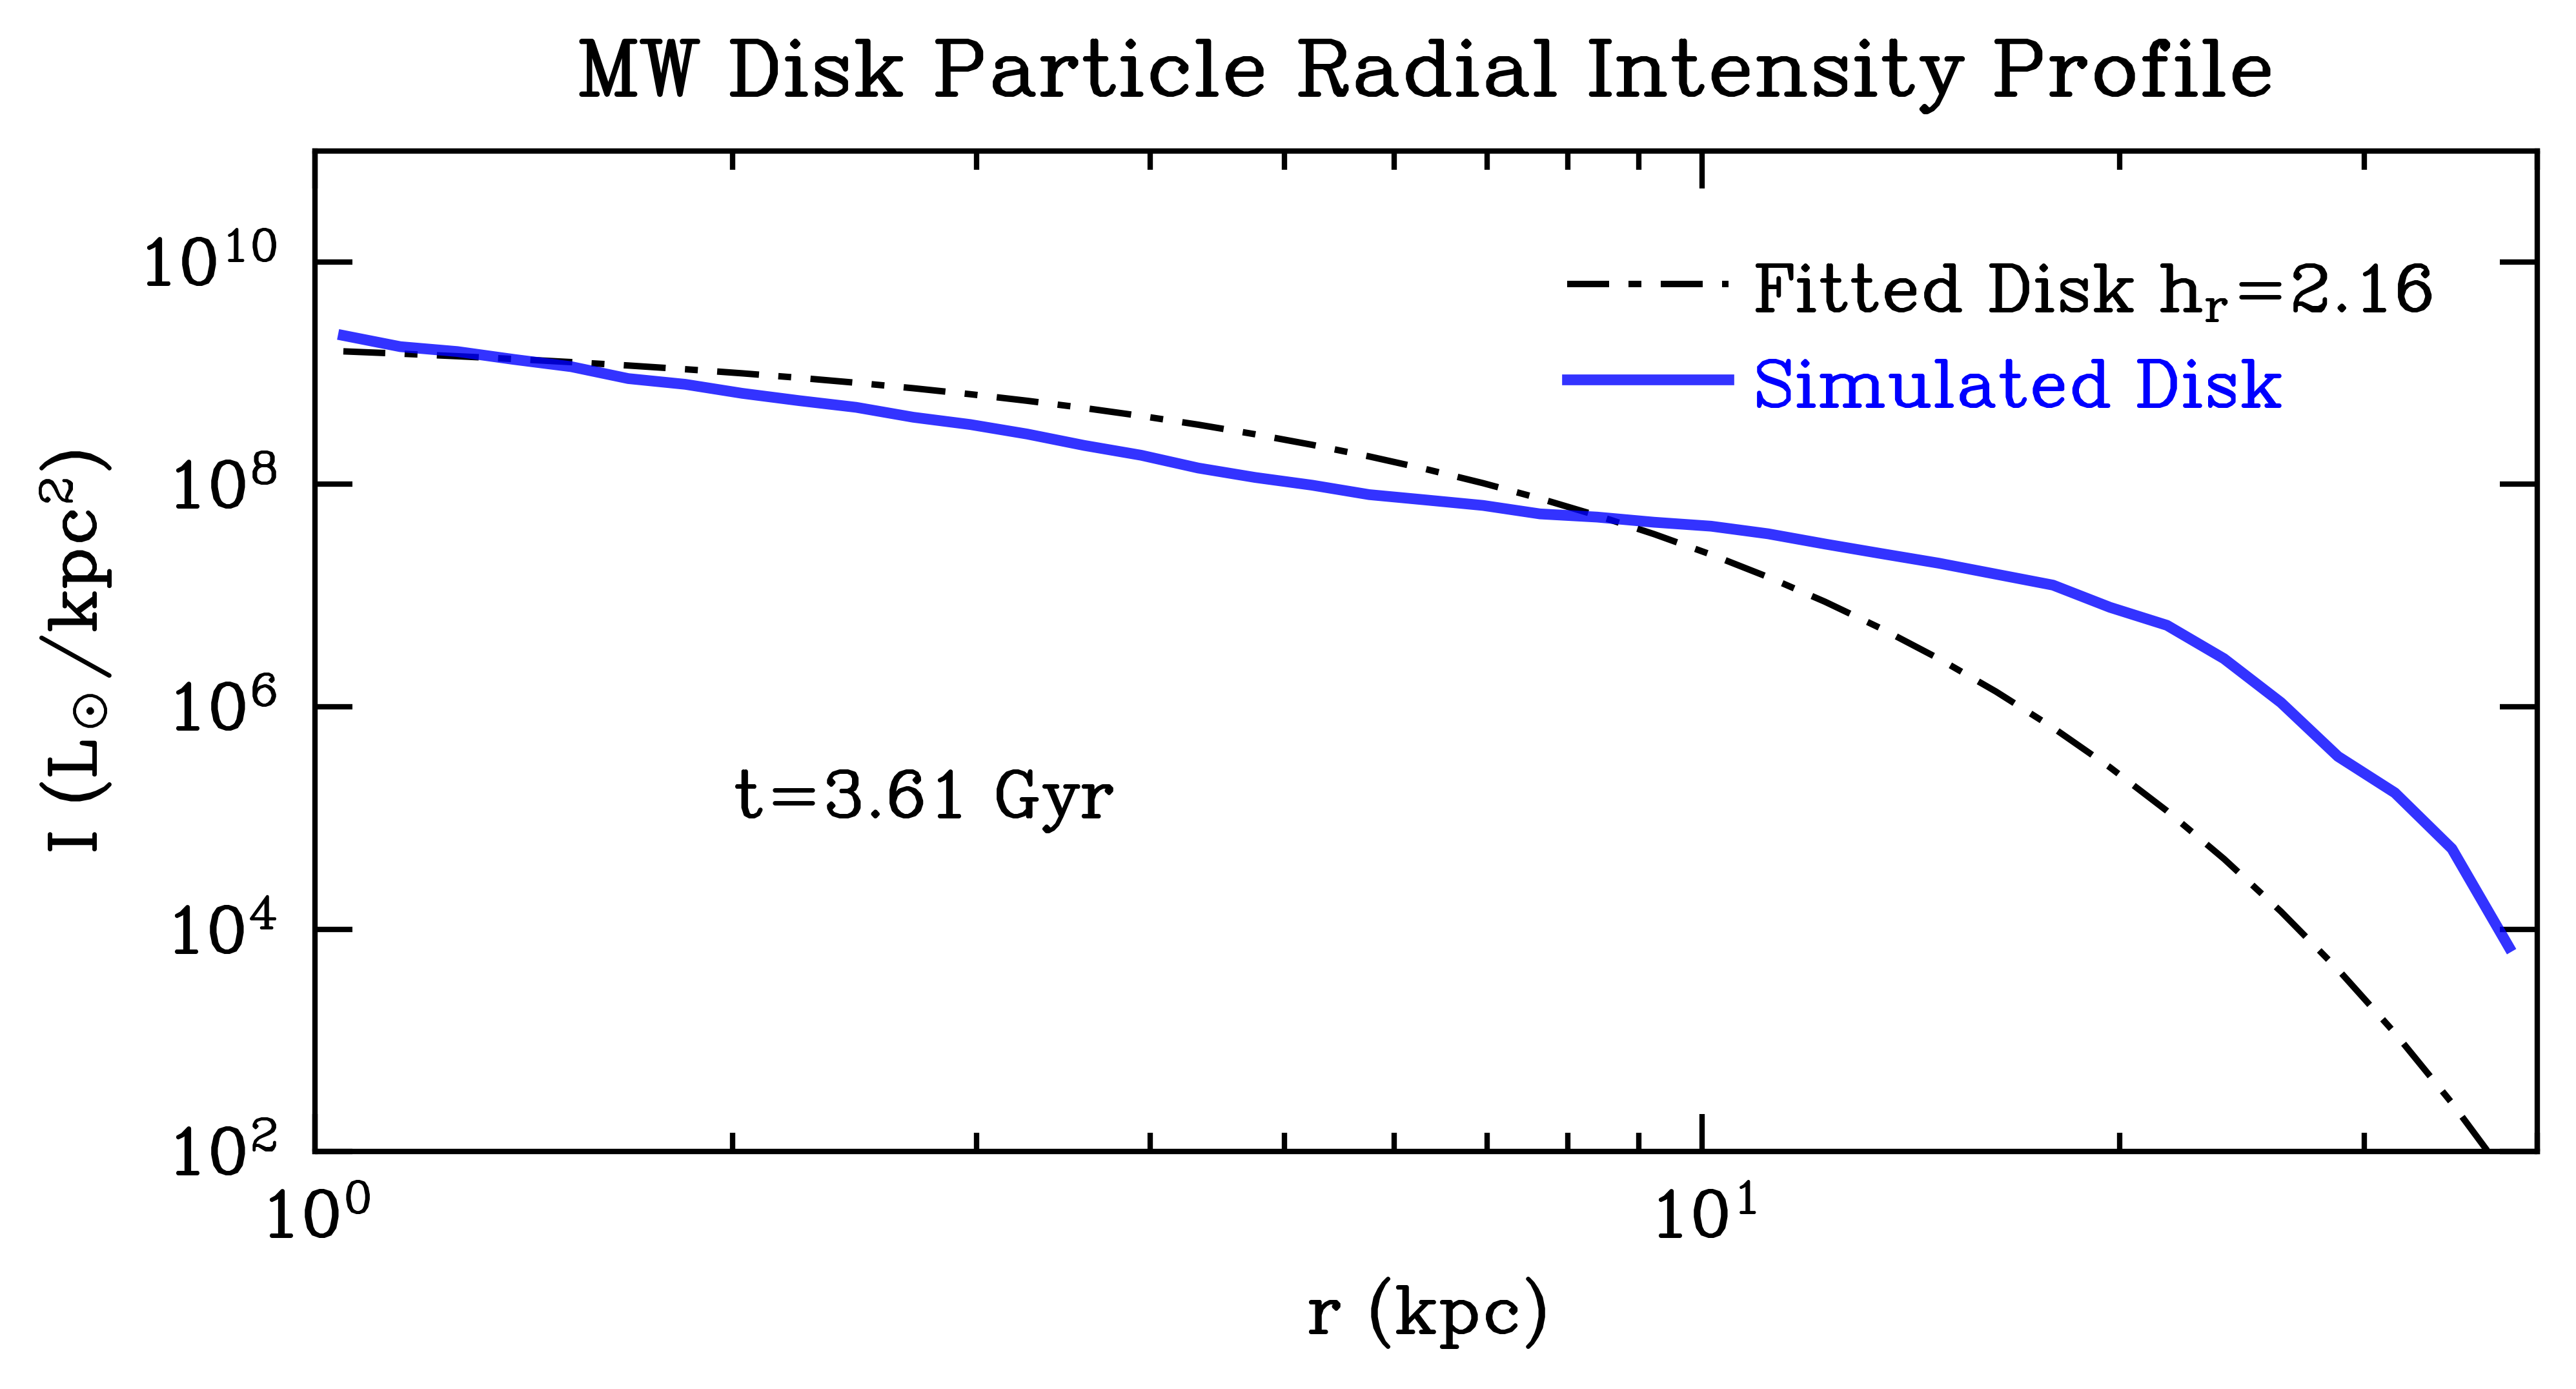 MW Disk Particle Radial Intensity Profile
I (L⊙/kpc²)
10¹⁰
10⁸
10⁶
10⁴
10²
Fitted Disk hᵣ=2.16
Simulated Disk
t=3.61 Gyr
10⁰
10¹
r (kpc)